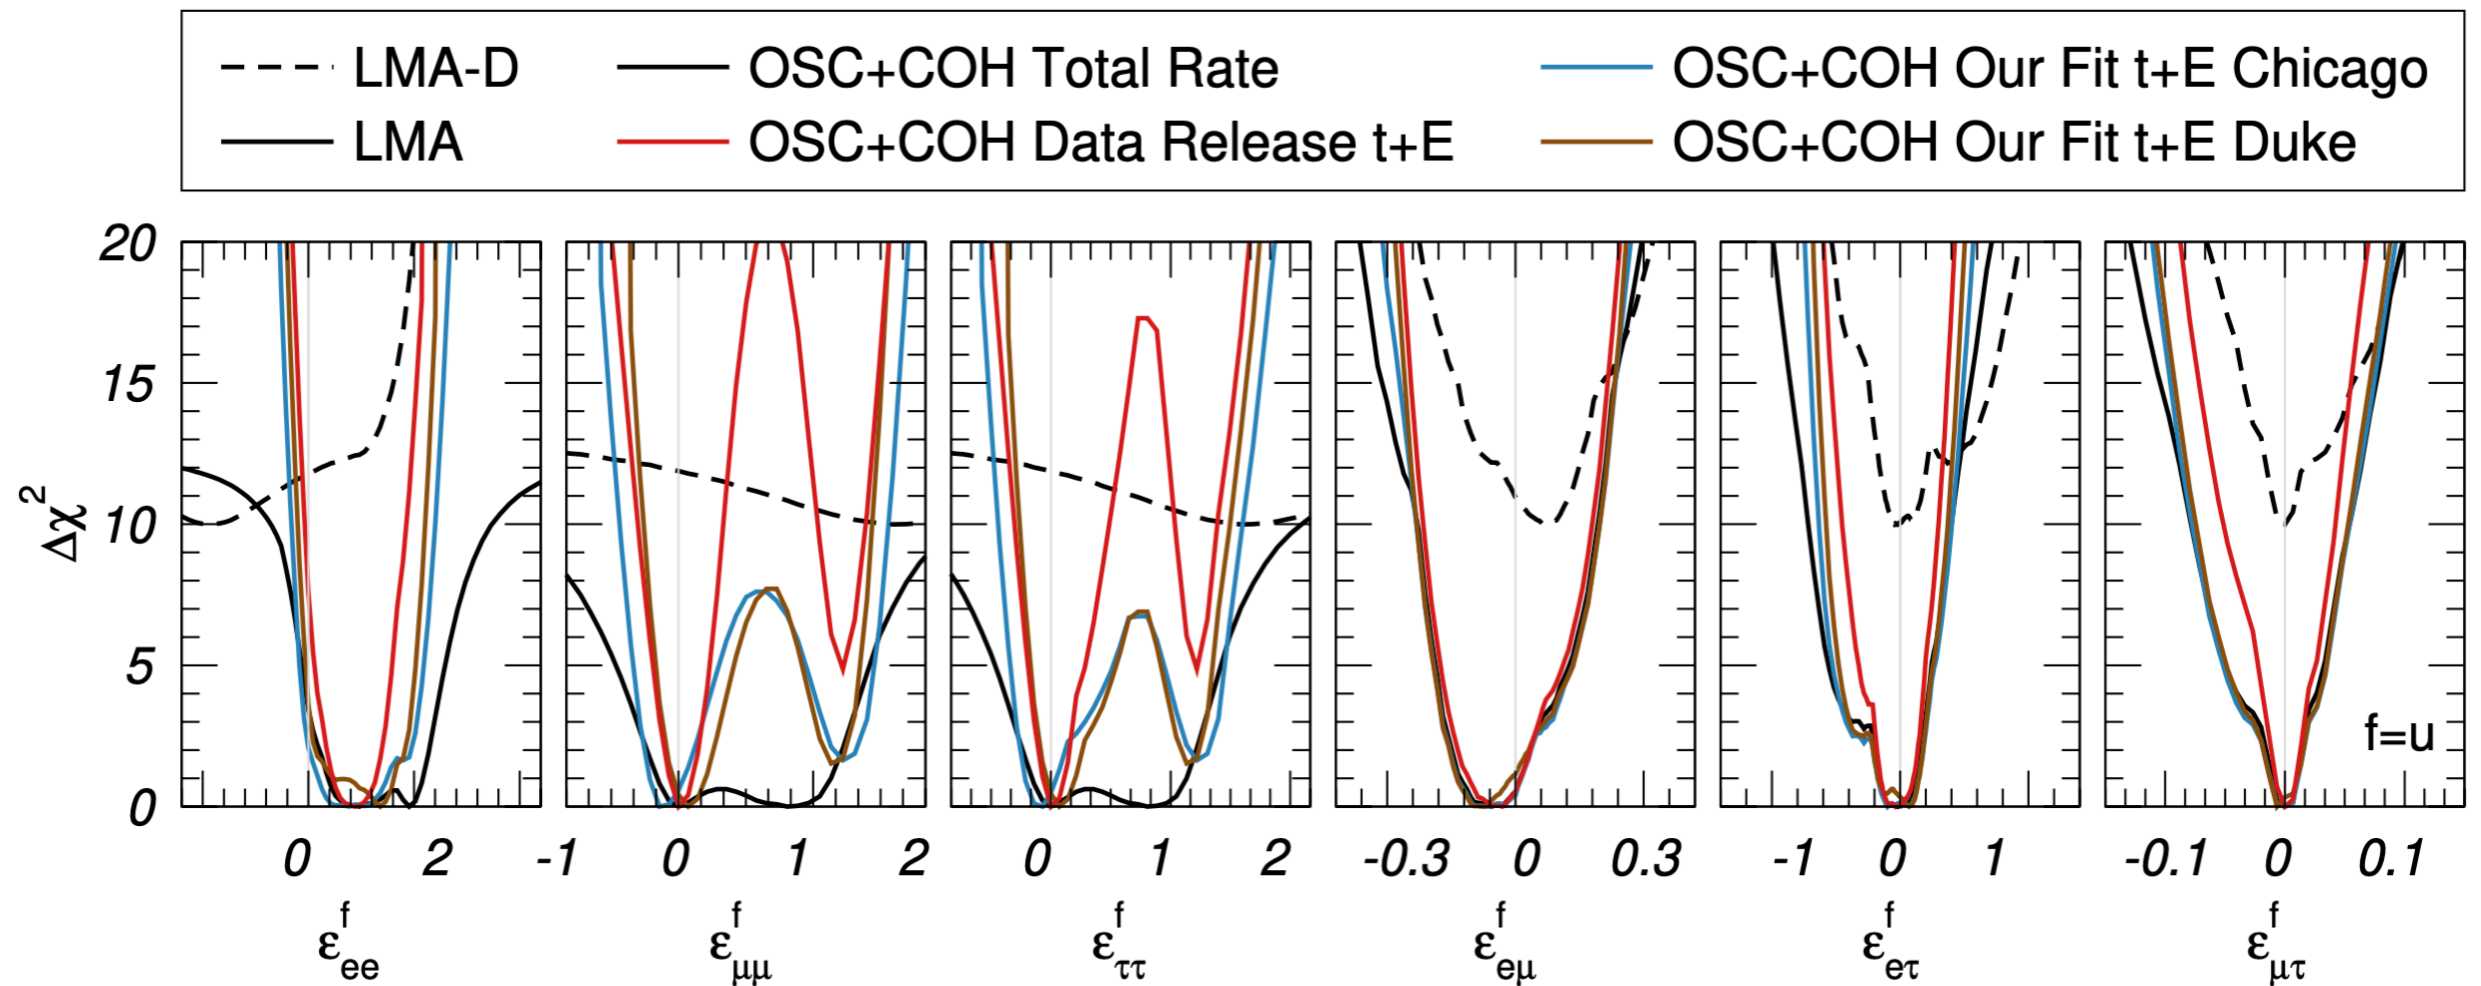 LMA-D OSC+COH Total Rate OSC+COH Our Fit t+E Chicago
LMA OSC+COH Data Release t+E OSC+COH Our Fit t+E Duke
20
15
10
5
0
Δχ²
f=u
0 2 -1 0 1 2 0 1 2 -0.3 0 0.3 -1 0 1 -0.1 0 0.1
ε^f_ee ε^f_μμ ε^f_ττ ε^f_eμ ε^f_eτ ε^f_μτ